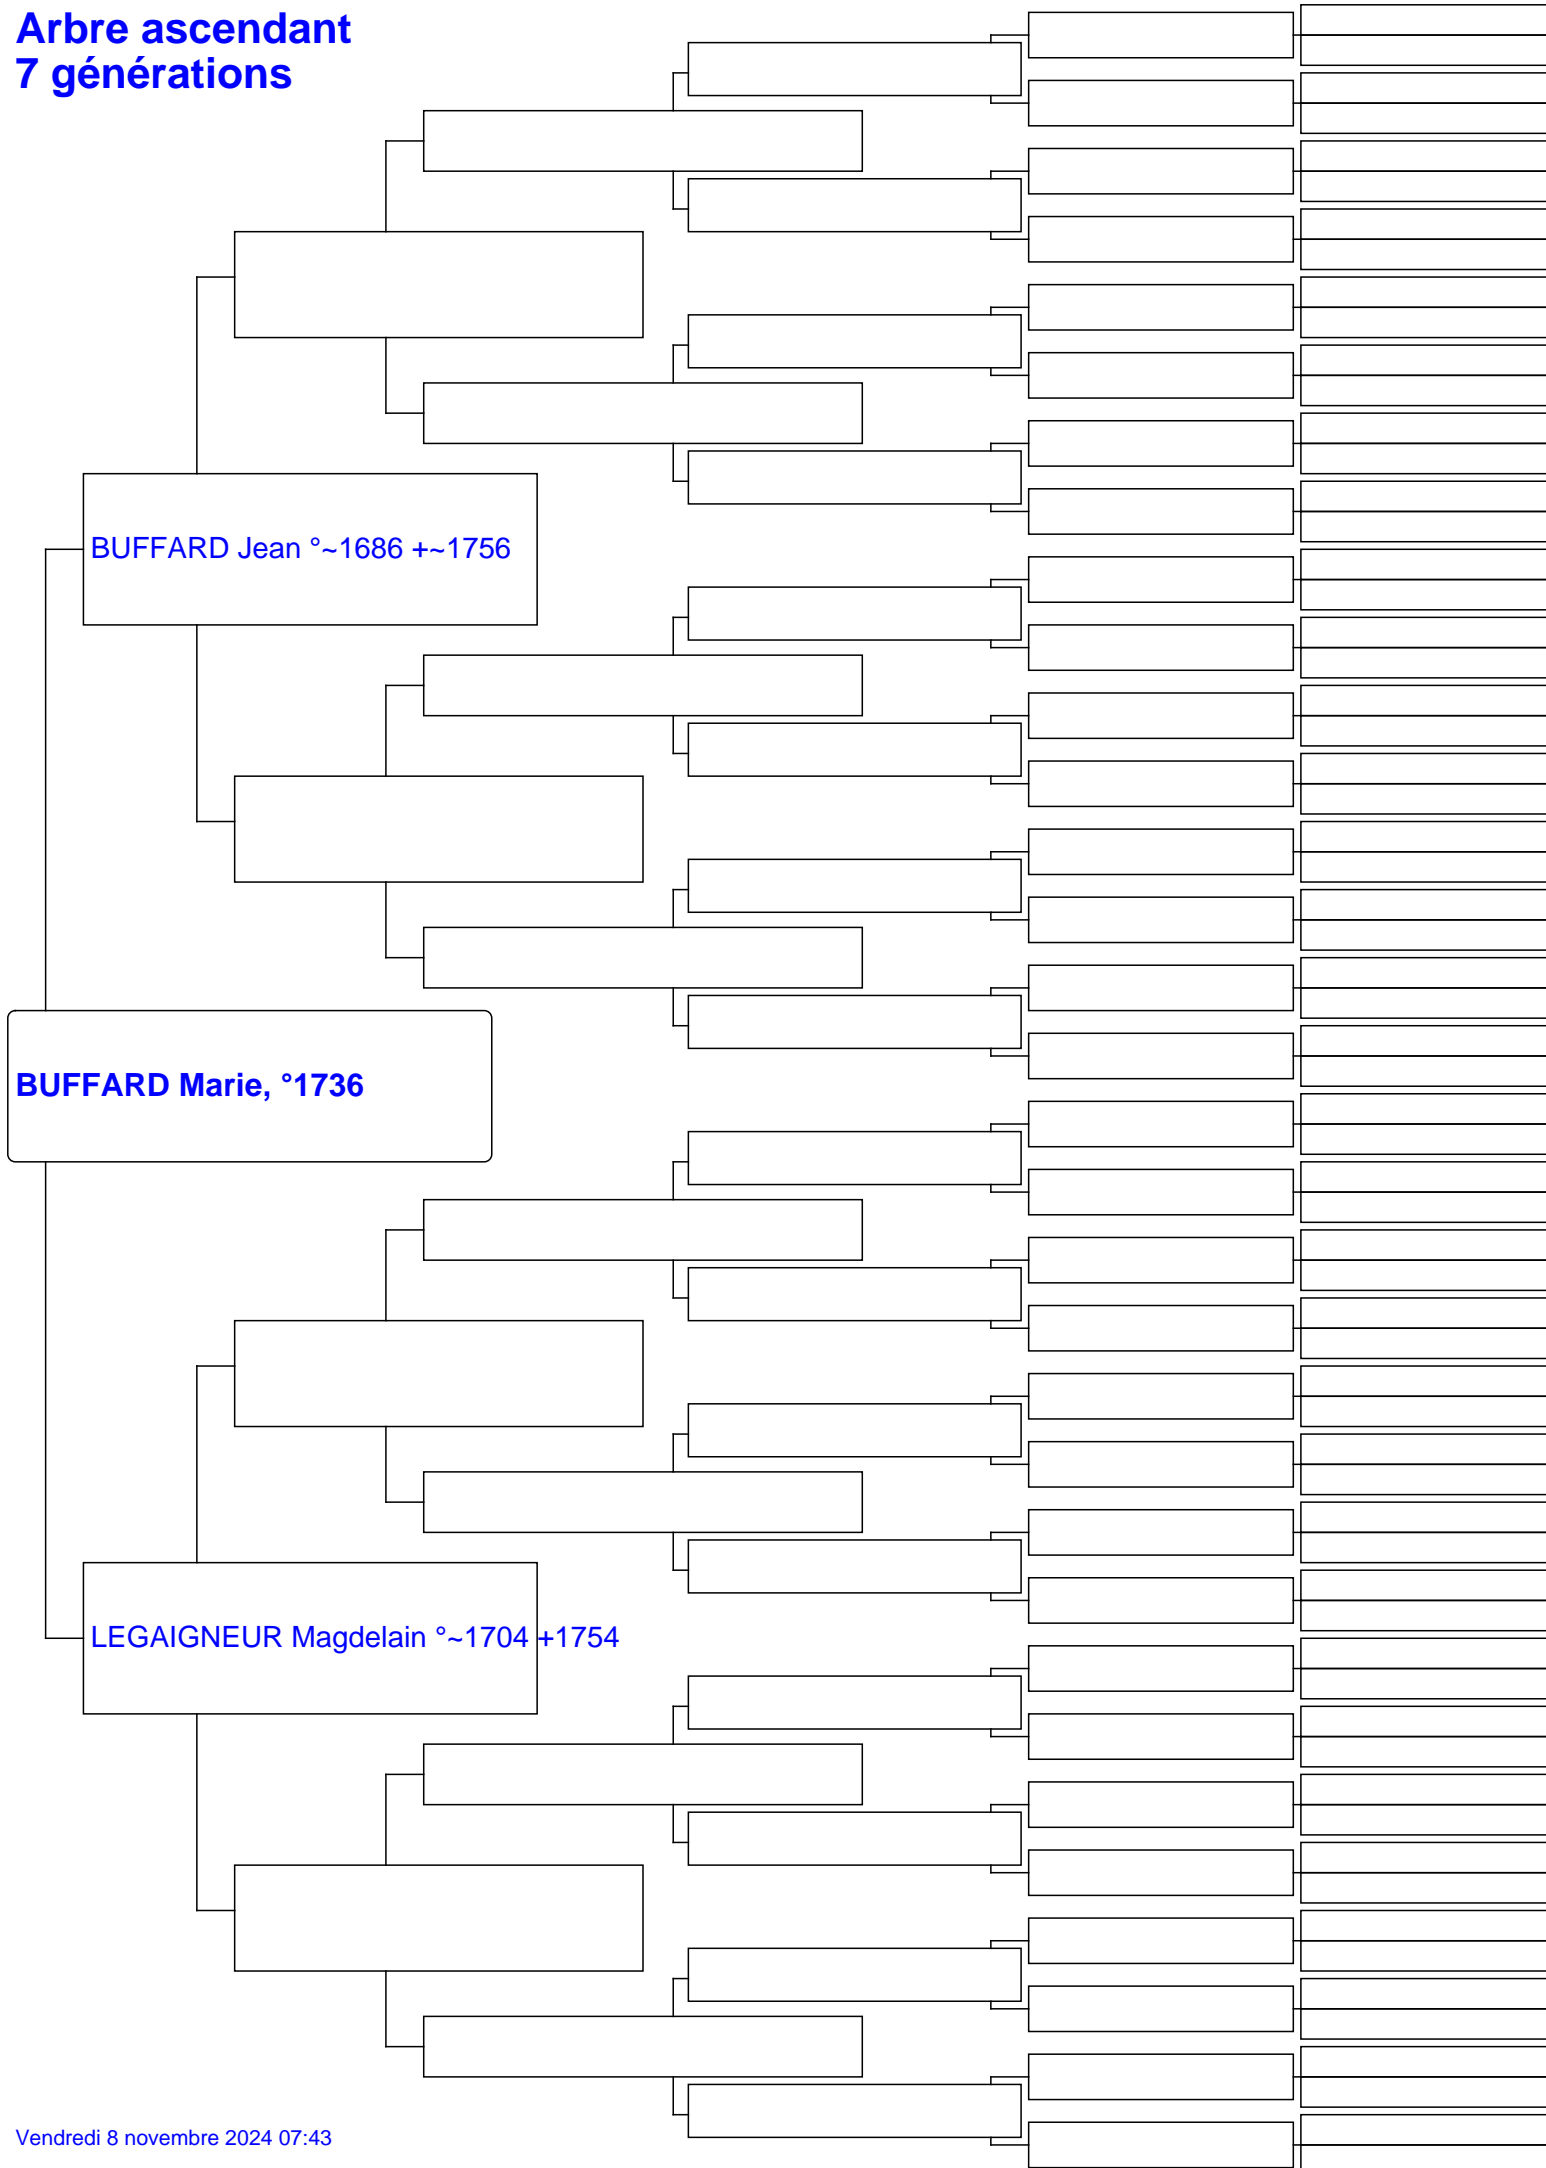 Arbre ascendant
7 générations
BUFFARD Jean °~1686 +~1756
BUFFARD Marie, °1736
LEGAIGNEUR Magdelain °~1704 +1754
Vendredi 8 novembre 2024 07:43